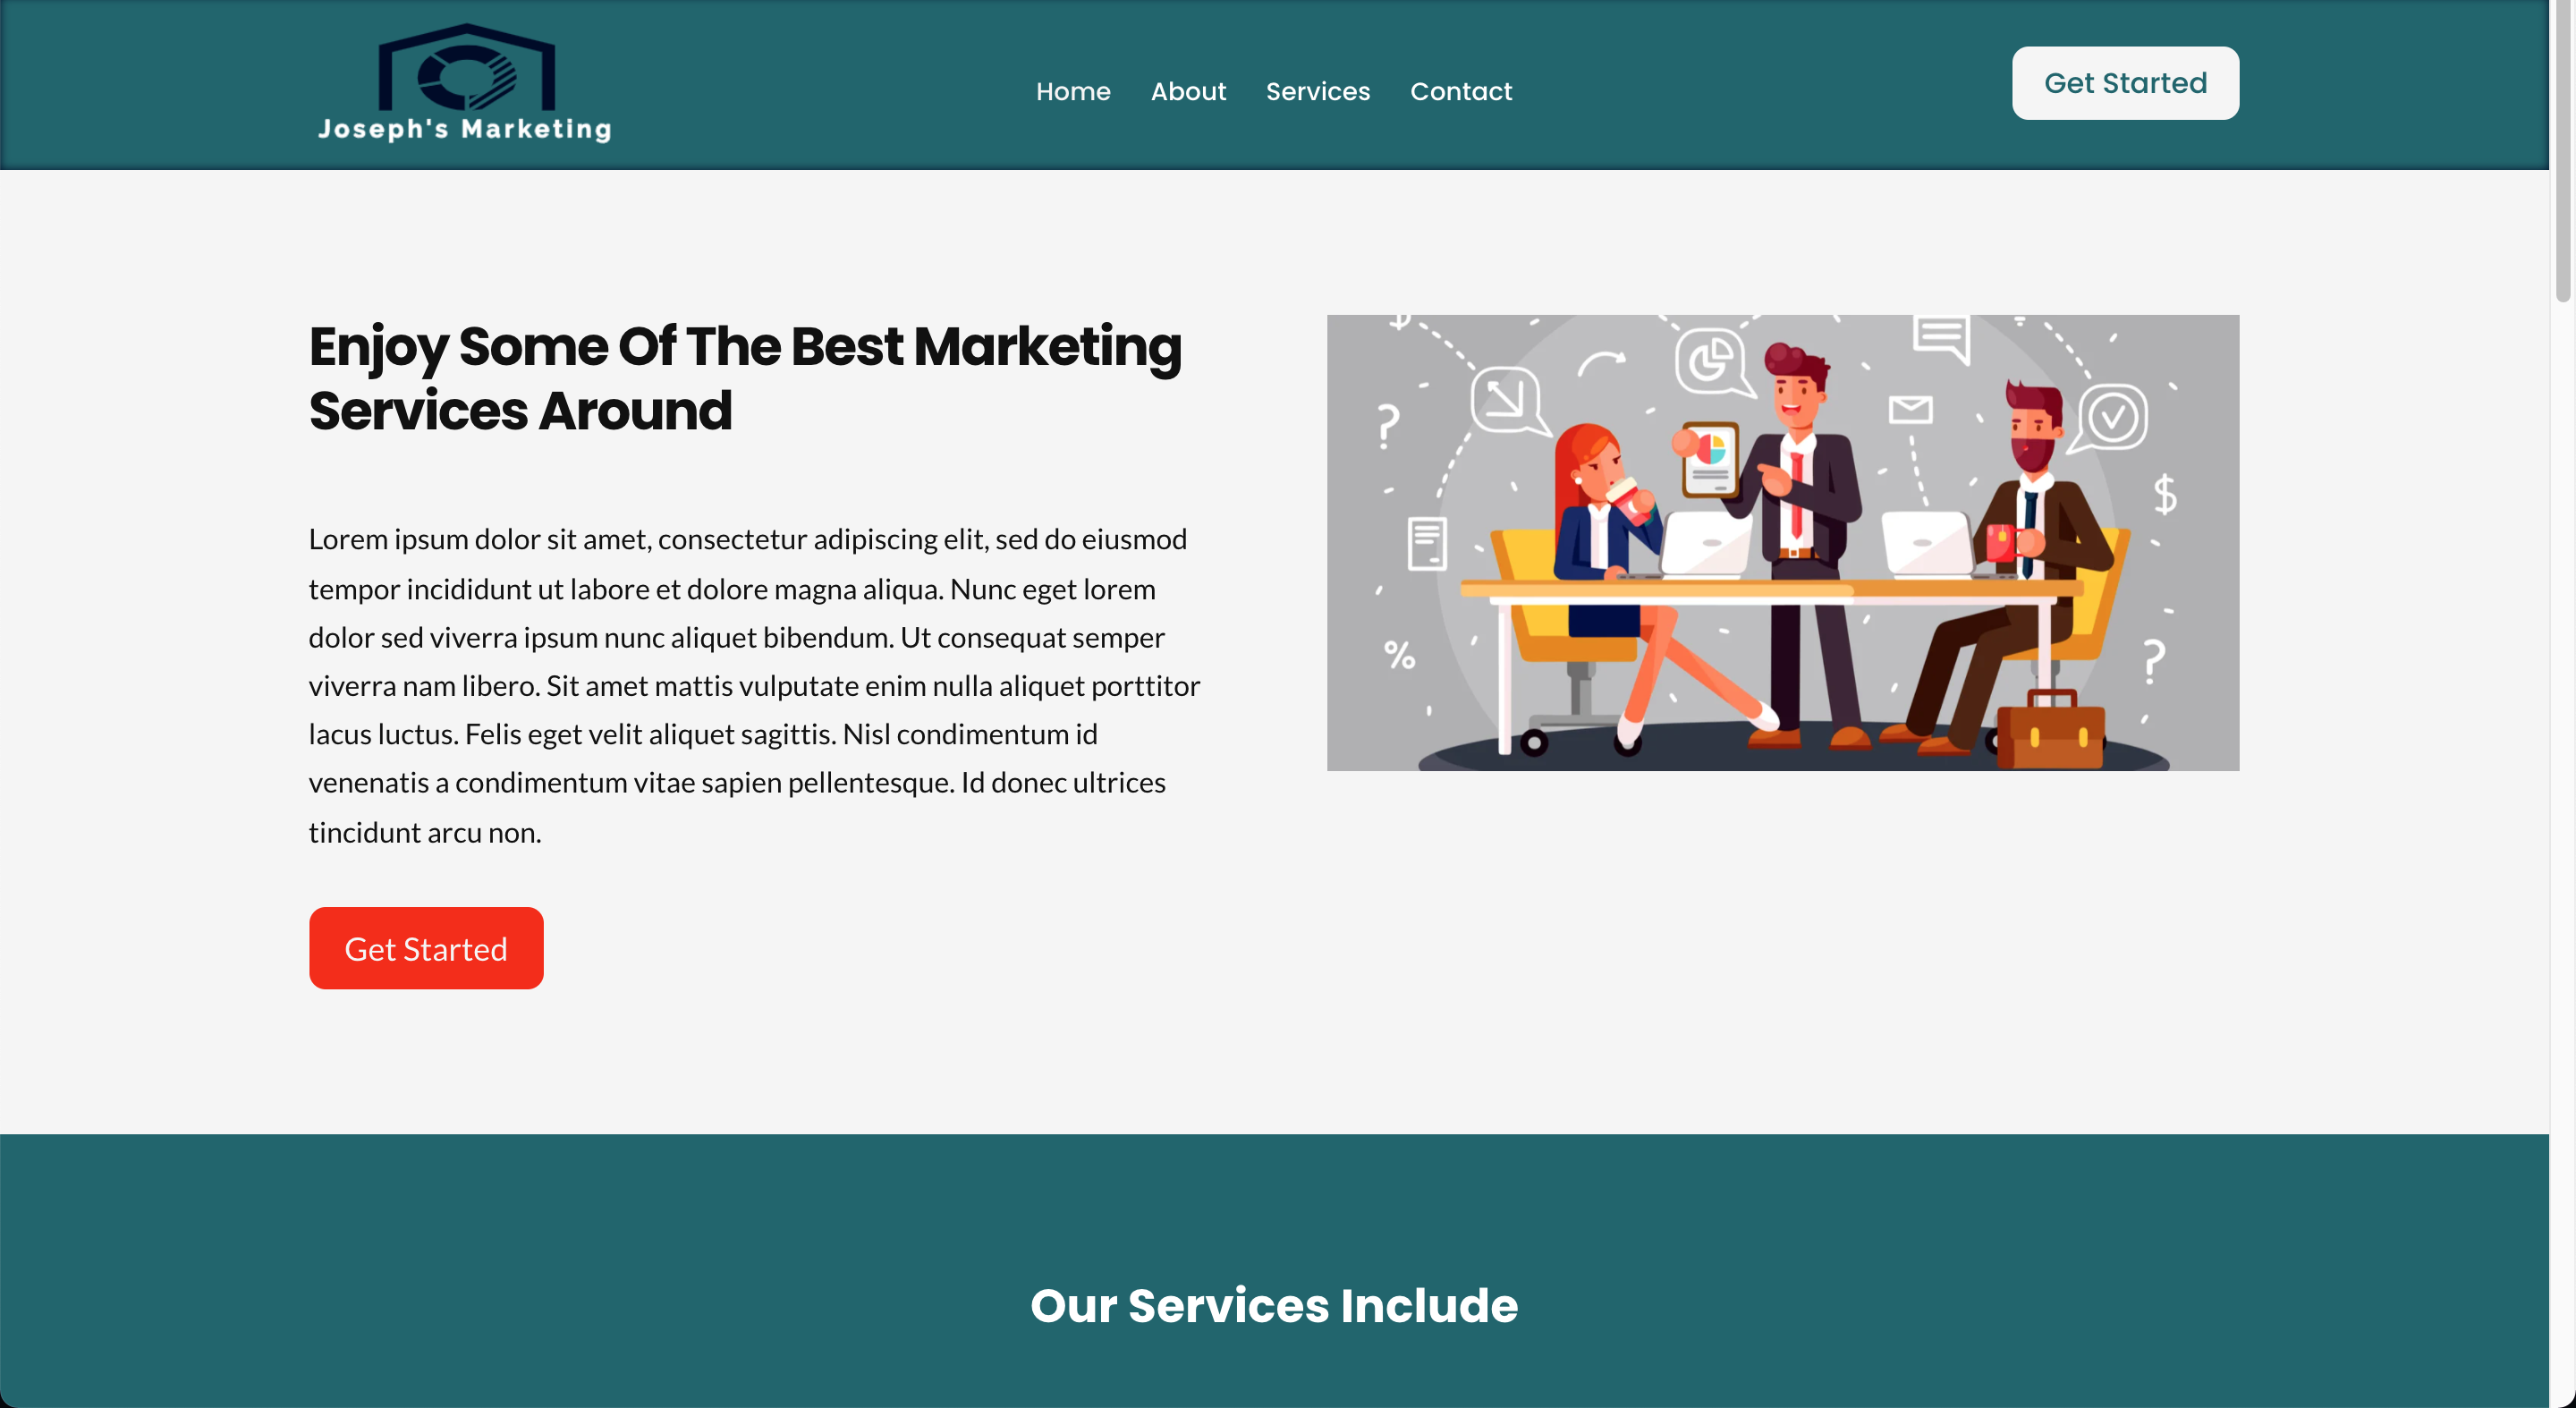 Joseph's Marketing
Home About Services Contact
Get Started
Enjoy Some Of The Best Marketing
Services Around
Lorem ipsum dolor sit amet, consectetur adipiscing elit, sed do eiusmod
tempor incididunt ut labore et dolore magna aliqua. Nunc eget lorem
dolor sed viverra ipsum nunc aliquet bibendum. Ut consequat semper
viverra nam libero. Sit amet mattis vulputate enim nulla aliquet porttitor
lacus luctus. Felis eget velit aliquet sagittis. Nisl condimentum id
venenatis a condimentum vitae sapien pellentesque. Id donec ultrices
tincidunt arcu non.
Get Started
$
?
$
%
?
Our Services Include